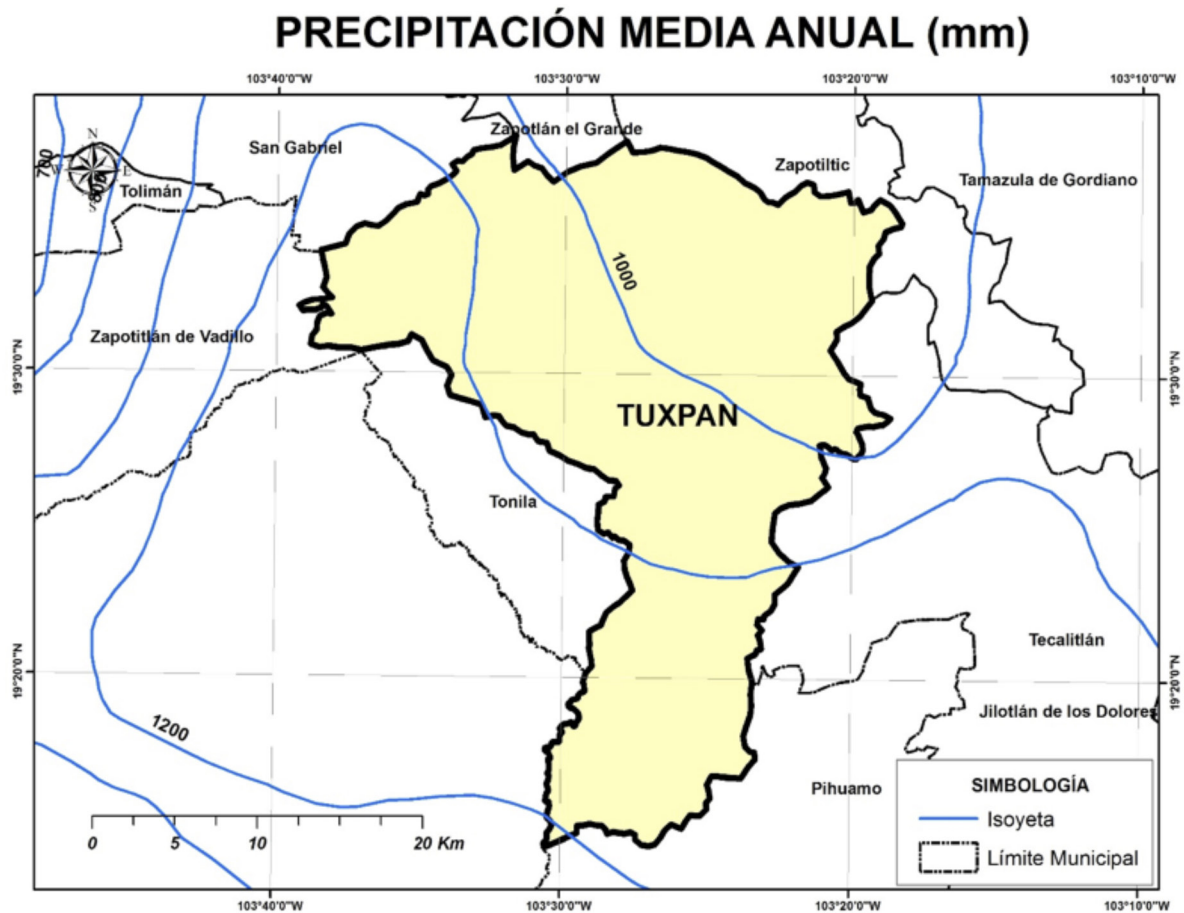 PRECIPITACIÓN MEDIA ANUAL (mm)
103°40'0"W 103°30'0"W 103°20'0"W 103°10'0"W
Zapotlán el Grande
San Gabriel
Zapotiltic
700
N
W E
S
800
Tolimán
Tamazula de Gordiano
1000
Zapotitlán de Vadillo
19°30'0"N
19°30'0"N
TUXPAN
Tonila
Tecalitlán
19°20'0"N
19°20'0"N
Jilotlán de los Dolores
1200
Pihuamo
SIMBOLOGÍA
Isoyeta
Límite Municipal
0 5 10 20 Km
103°40'0"W 103°30'0"W 103°20'0"W 103°10'0"W